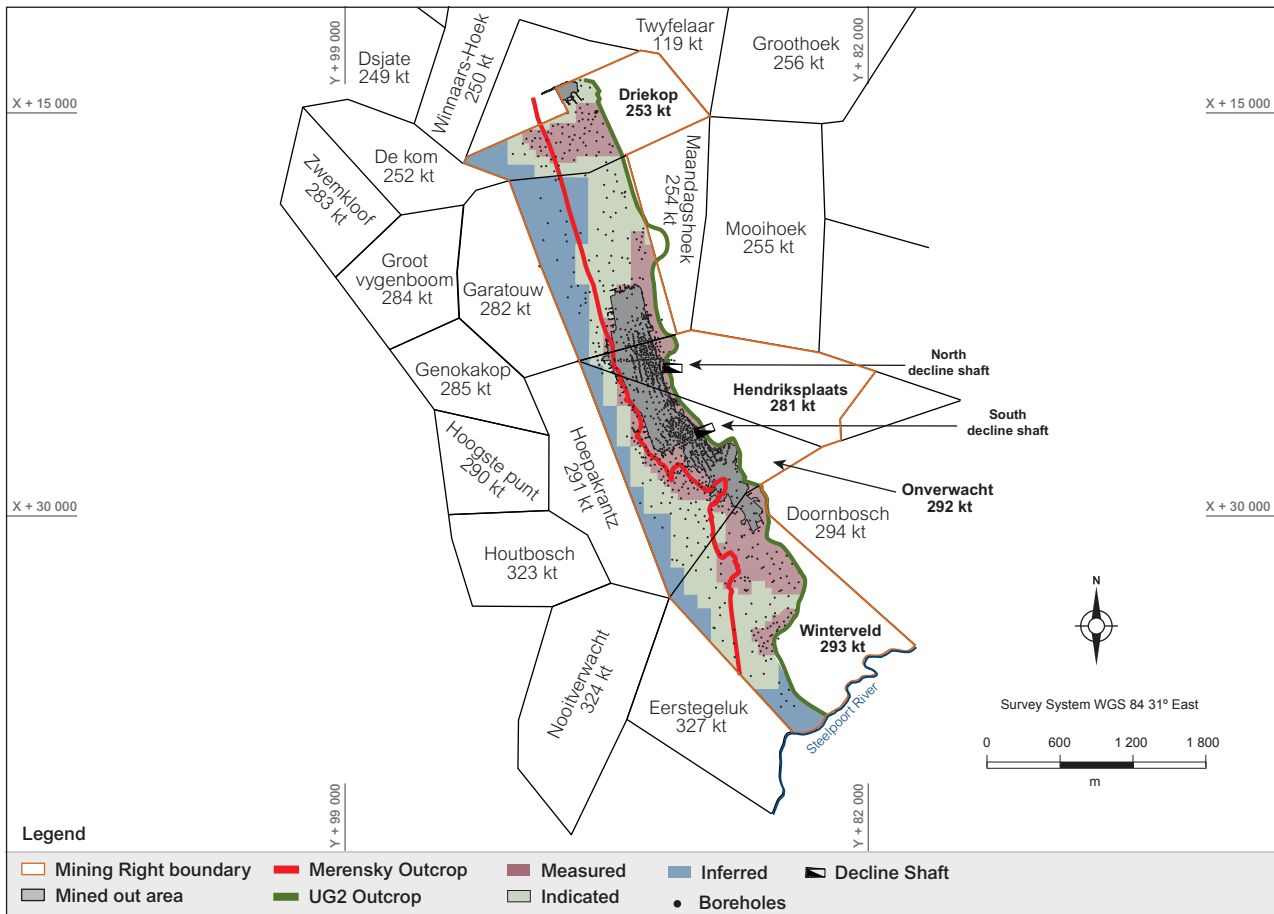 Y + 99 000
Y + 82 000
Twyfelaar
119 kt
Groothoek
256 kt
Dsjate
249 kt
Winnaars-Hoek
250 kt
Driekop
253 kt
X + 15 000
X + 15 000
De kom
252 kt
Zwemkloof
283 kt
Maandagshoek
254 kt
Mooihoek
255 kt
Groot
vygenboom
284 kt
Garatouw
282 kt
Genokakop
285 kt
North
decline shaft
Hendriksplaats
281 kt
South
decline shaft
Hoogste punt
290 kt
Hoepakrantz
291 kt
Onverwacht
292 kt
X + 30 000
X + 30 000
Doornbosch
294 kt
Houtbosch
323 kt
N
Winterveld
293 kt
Nooitverwacht
324 kt
Eerstegeluk
327 kt
Steelpoort River
Survey System WGS 84 31º East
0 600 1 200 1 800
m
Y + 99 000
Y + 82 000
Legend
Mining Right boundary
Merensky Outcrop
Measured
Inferred
Decline Shaft
Mined out area
UG2 Outcrop
Indicated
Boreholes